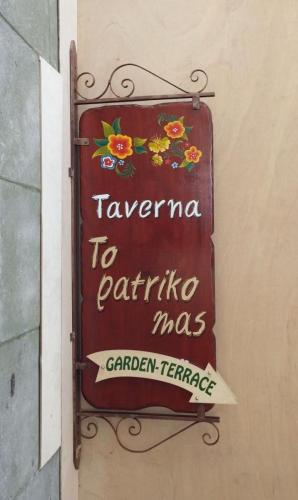 Taverna
To
patriko
mas
GARDEN-TERRACE